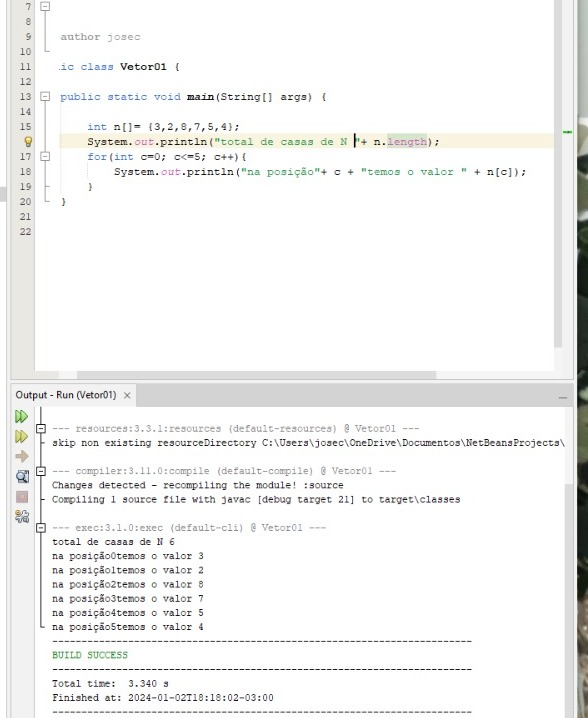 7
8
9 author josec
10
11 .ic class Vetor01 {
12
13 public static void main(String[] args) {
14
15 int n[]= {3,2,8,7,5,4};
System.out.println("total de casas de N "+ n.length);
17 for(int c=0; c<=5; c++){
18 System.out.println("na posição"+ c + "temos o valor " + n[c]);
19 }
20 }
21
22
Output - Run (Vetor01) ×
--- resources:3.3.1:resources (default-resources) @ Vetor01 ---
skip non existing resourceDirectory C:\Users\josec\OneDrive\Documentos\NetBeansProjects\
--- compiler:3.11.0:compile (default-compile) @ Vetor01 ---
Changes detected - recompiling the module! :source
Compiling 1 source file with javac [debug target 21] to target\classes
--- exec:3.1.0:exec (default-cli) @ Vetor01 ---
total de casas de N 6
na posição0temos o valor 3
na posição1temos o valor 2
na posição2temos o valor 8
na posição3temos o valor 7
na posição4temos o valor 5
na posição5temos o valor 4
------------------------------------------------------------------------
BUILD SUCCESS
------------------------------------------------------------------------
Total time:  3.340 s
Finished at: 2024-01-02T18:18:02-03:00
------------------------------------------------------------------------